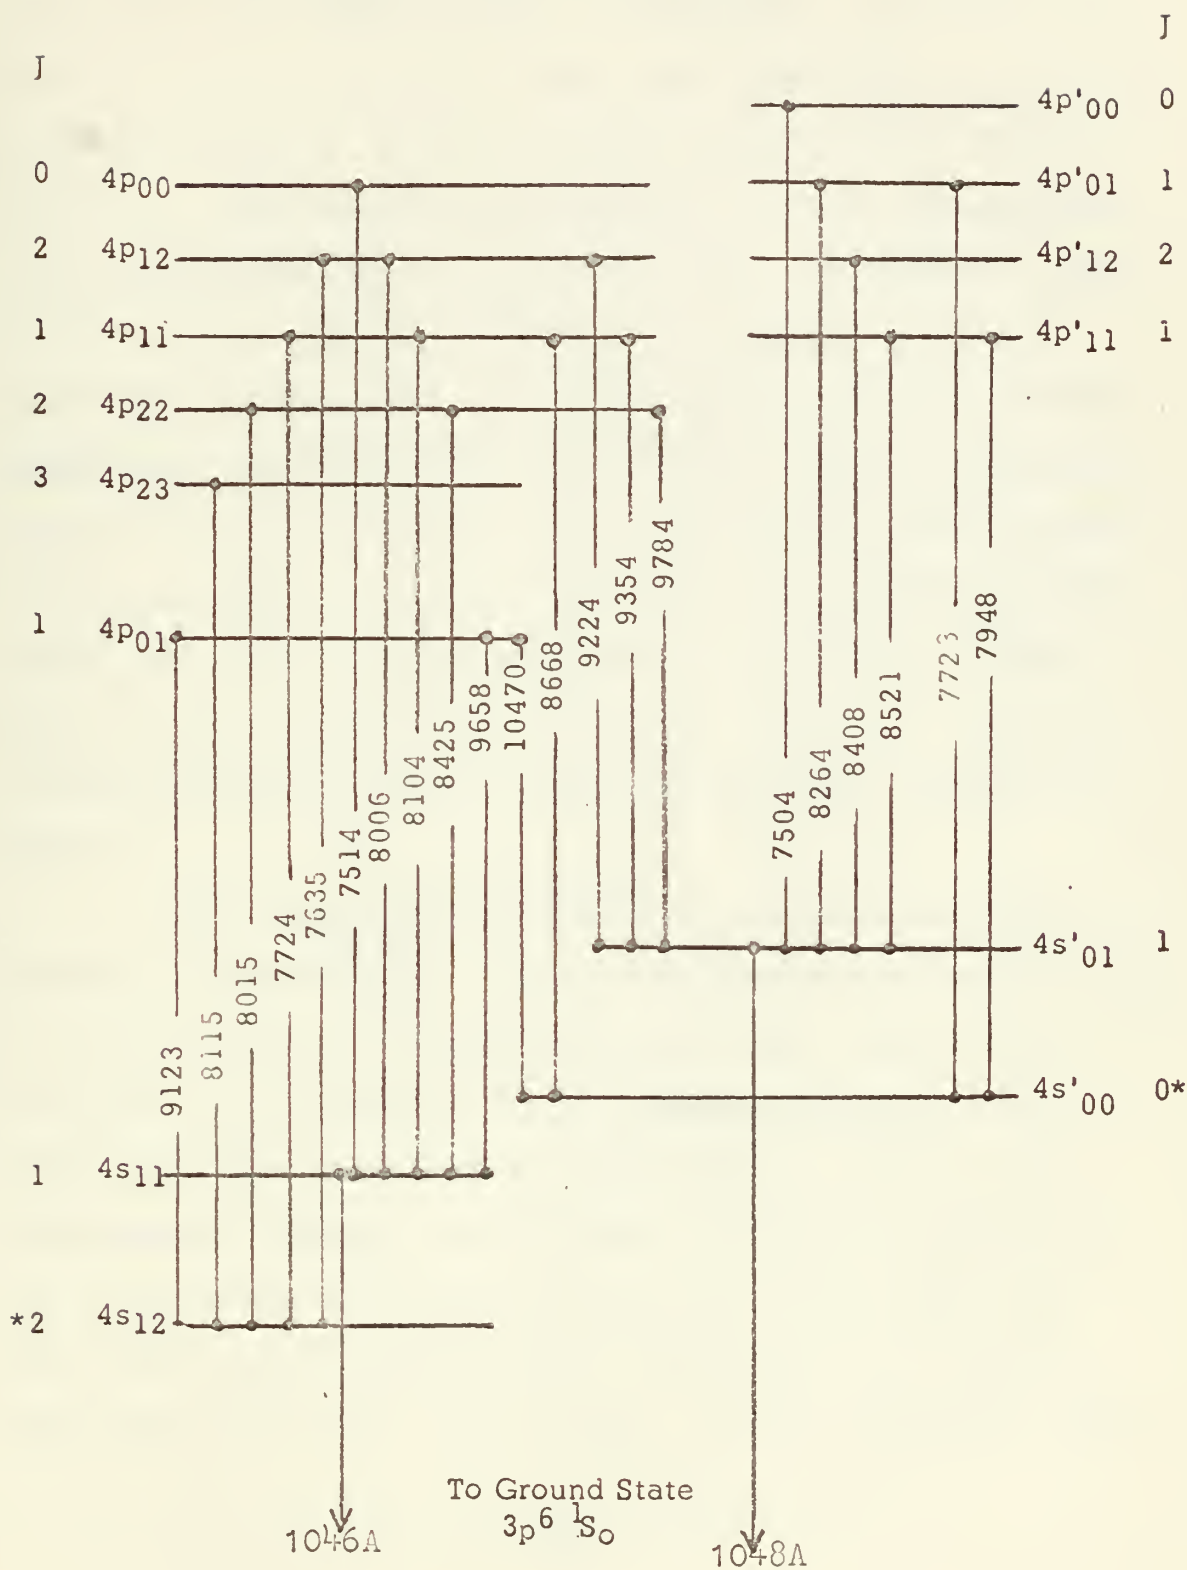 J
J
4p'00 0
0 4p00
4p'01 1
2 4p12
4p'12 2
1 4p11
4p'11 1
2 4p22
3 4p23
1 4p01
9123
8115
8015
7724
7635
7514
8006
8104
8425
9658
10470
8668
9224
9354
9784
7504
8264
8408
8521
7723
7948
4s'01 1
4s'00 0*
1 4s11
*2 4s12
To Ground State
3p6 1So
1046A
1048A